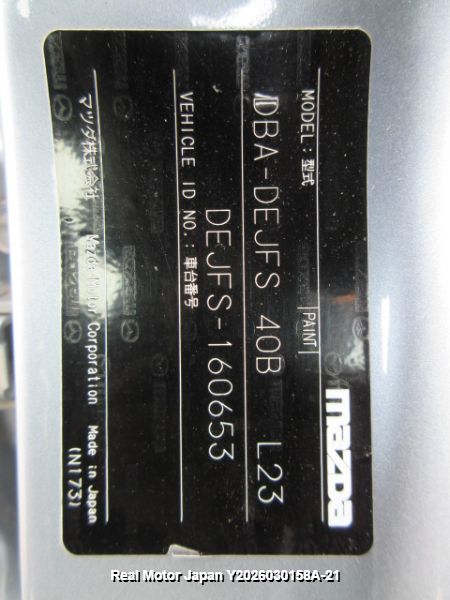 MODEL:型式 PAINT mazDa
DBA-DEJFS 40B L23
VEHICLE ID NO.:車台番号
DEJFS-160653
マツダ株式会社 Mazda Motor Corporation Made in Japan
(N173)
Real Motor Japan Y2026030158A-21